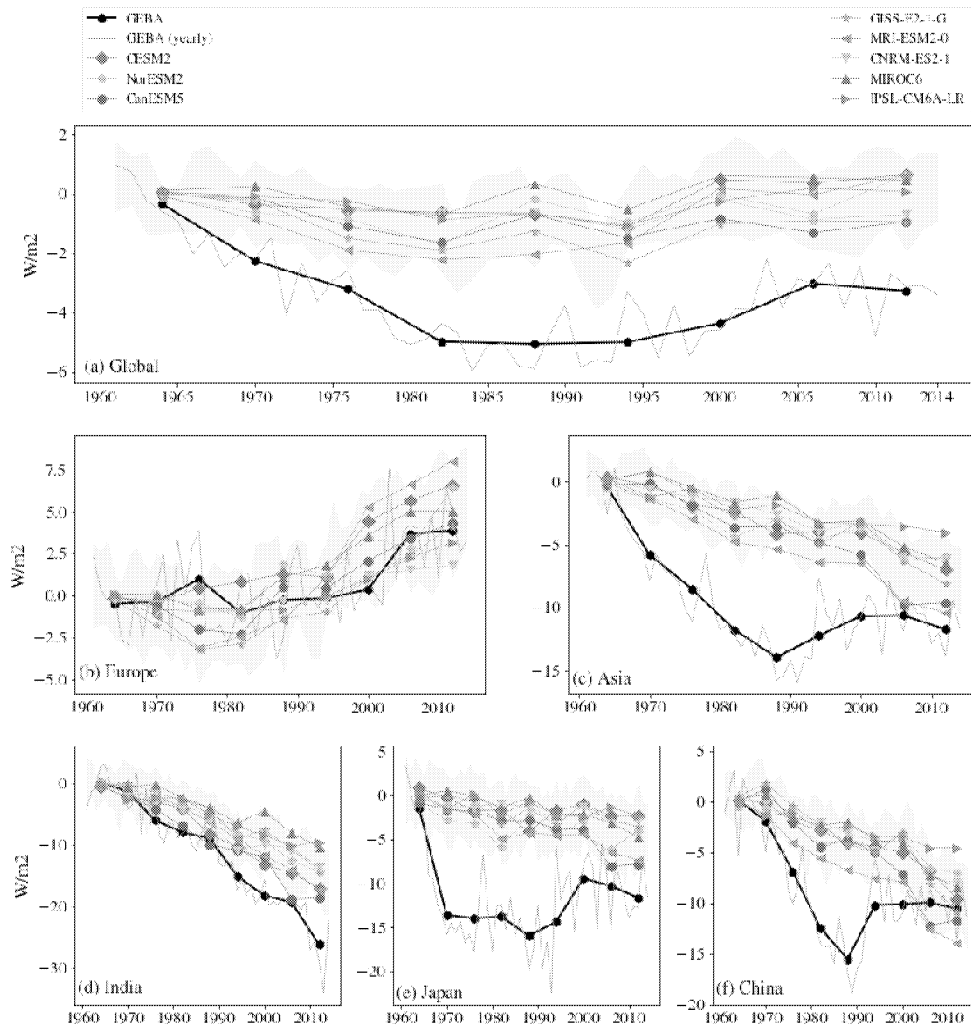 GEBA
GEBA (yearly)
CESM2
NorESM2
CanESM5
GISS-E2-1-G
MRI-ESM2-0
CNRM-ES2-1
MIROC6
IPSL-CM6A-LR
2
0
−2
−4
−6
W/m2
(a) Global
1960 1965 1970 1975 1980 1985 1990 1995 2000 2005 2010 2014
7.5
5.0
2.5
0.0
−2.5
−5.0
W/m2
(b) Europe
1960 1970 1980 1990 2000 2010
0
−5
−10
−15
(c) Asia
1960 1970 1980 1990 2000 2010
0
−10
−20
−30
W/m2
(d) India
1960 1970 1980 1990 2000 2010
5
0
−5
−10
−15
−20
(e) Japan
1960 1970 1980 1990 2000 2010
5
0
−5
−10
−15
−20
(f) China
1960 1970 1980 1990 2000 2010